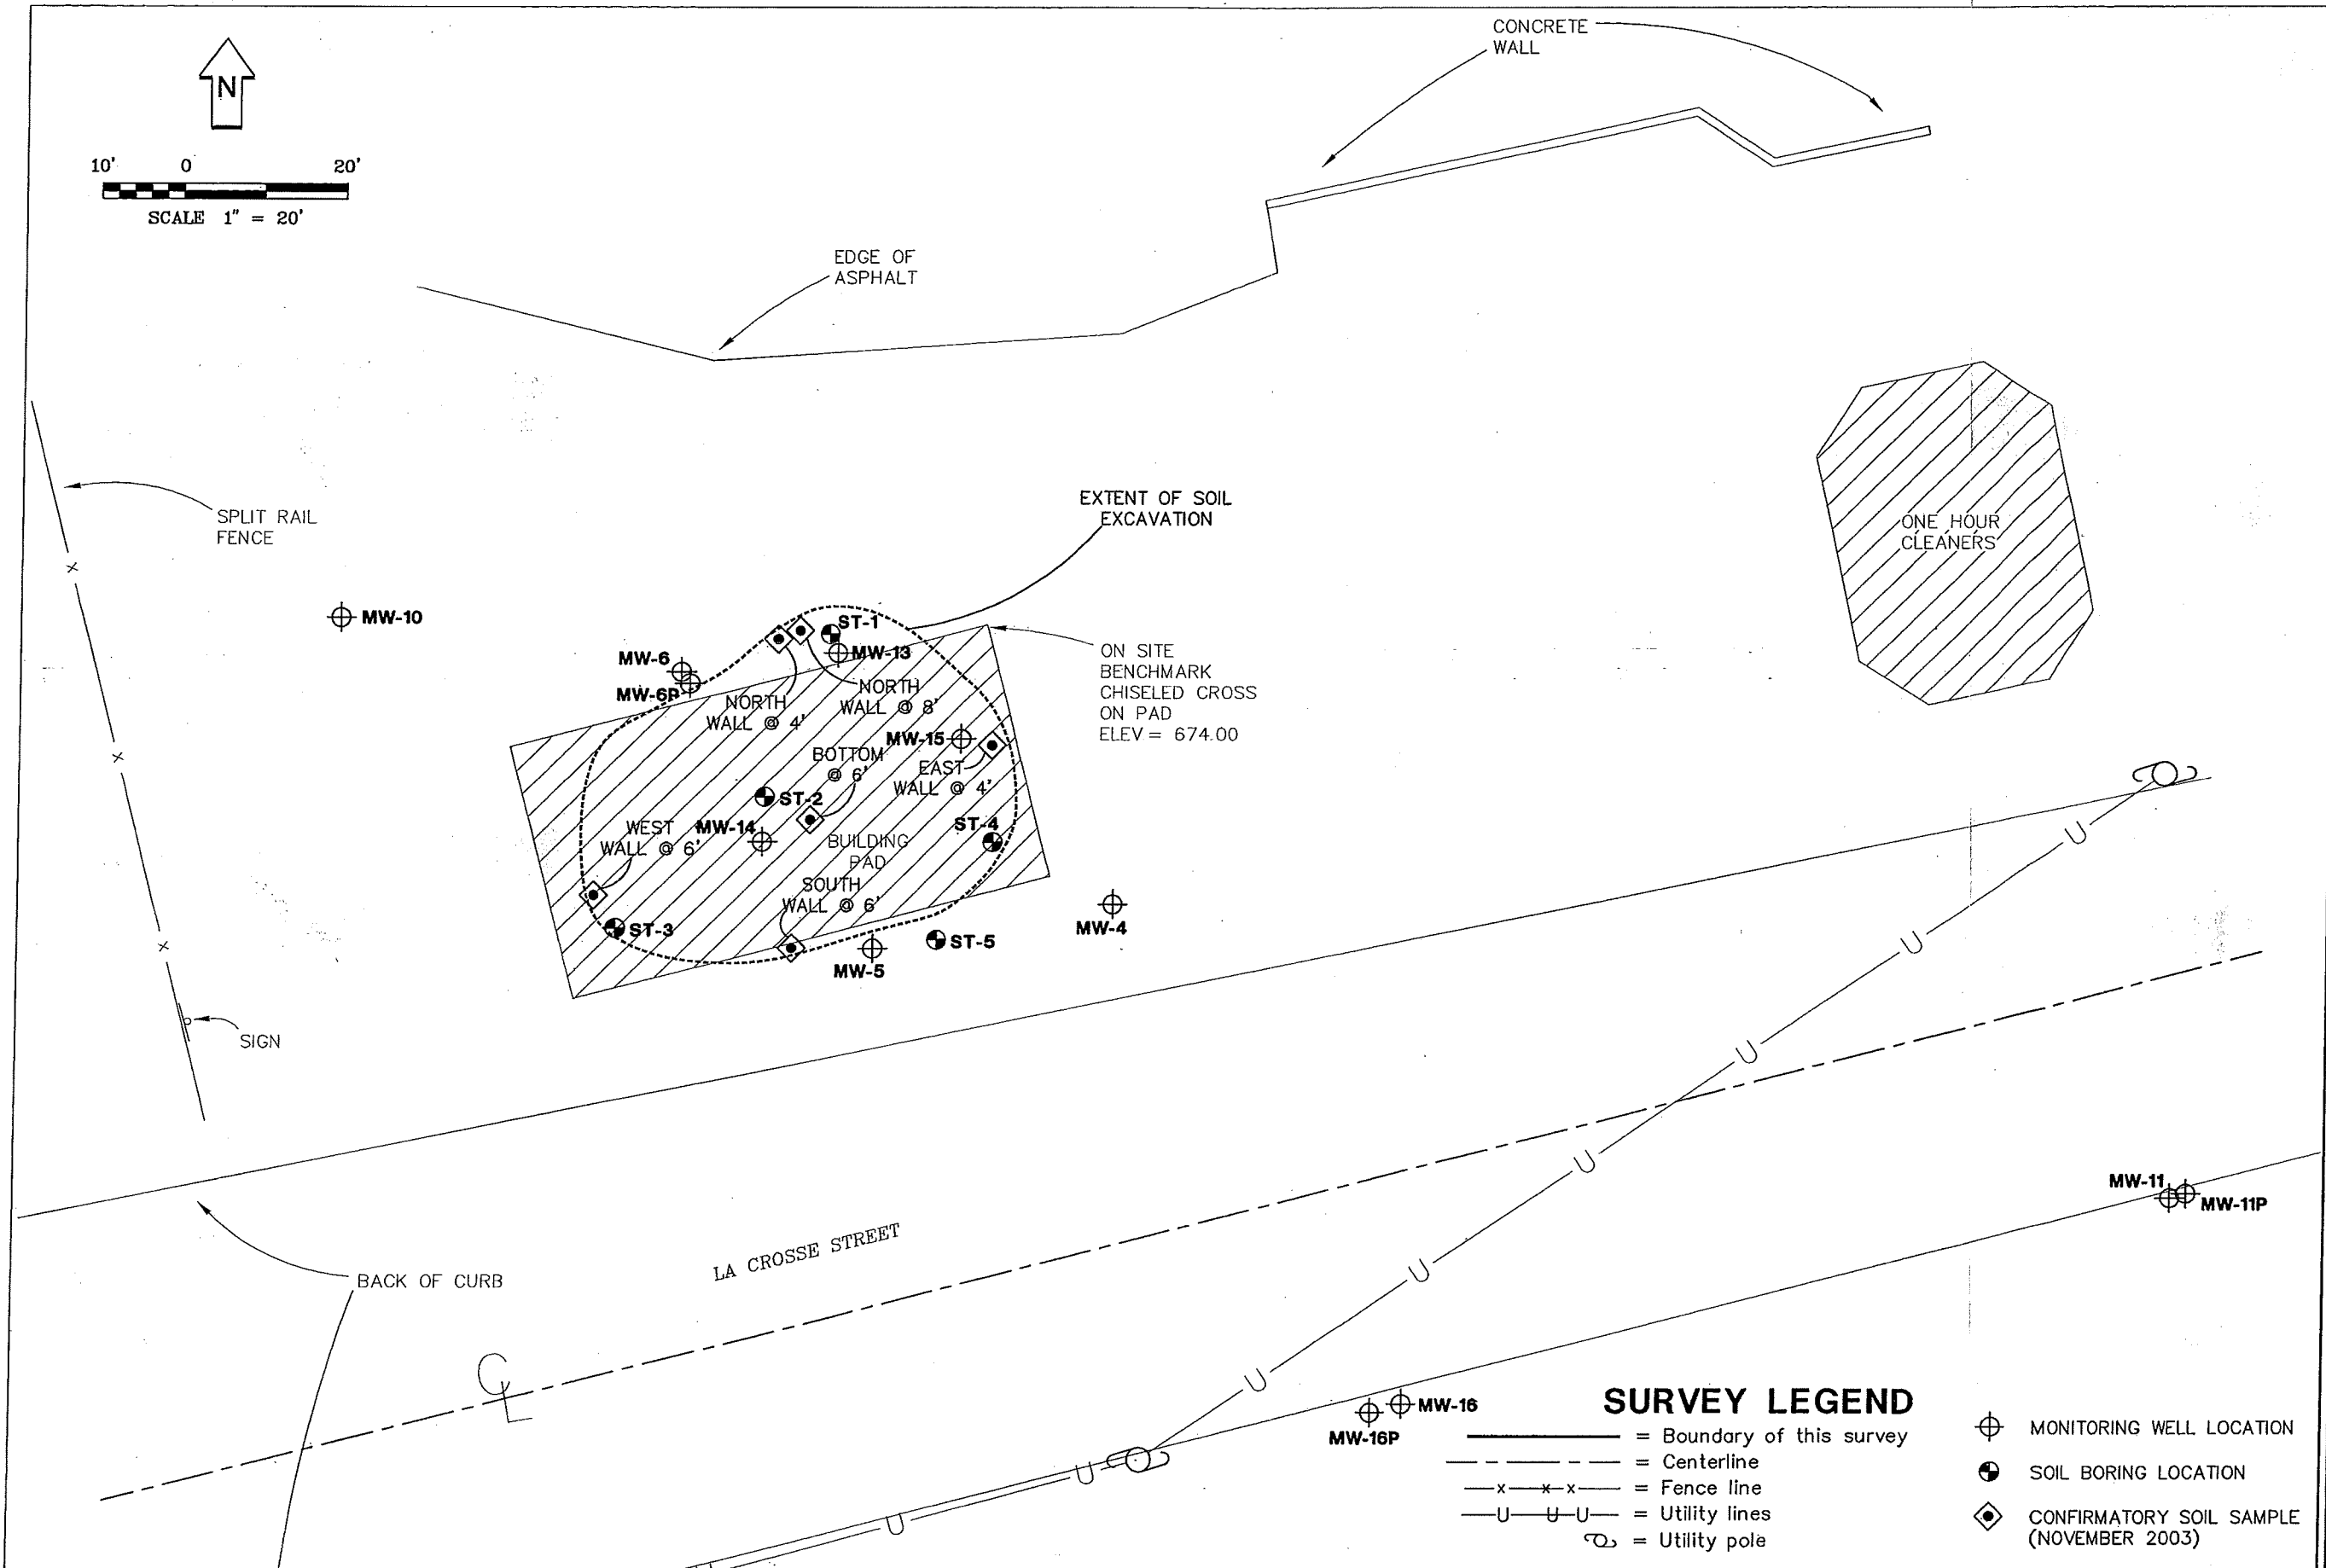 CONCRETE
WALL
N
10' 0 20'
SCALE 1" = 20'
EDGE OF
ASPHALT
SPLIT RAIL
FENCE
EXTENT OF SOIL
EXCAVATION
ONE HOUR
CLEANERS
MW-10
ST-1
MW-13
MW-6
MW-6P
ON SITE
BENCHMARK
CHISELED CROSS
ON PAD
ELEV = 674.00
NORTH
WALL @ 4'
NORTH
WALL @ 8'
MW-15
BOTTOM
@ 6'
EAST
WALL @ 4'
ST-2
MW-14
WEST
WALL @ 6'
ST-4
BUILDING
PAD
SOUTH
WALL @ 6'
ST-3
MW-5
ST-5
MW-4
SIGN
x
x
x
U
U
U
U
U
U
U
U
MW-11
MW-11P
LA CROSSE STREET
BACK OF CURB
CL
MW-16
MW-16P
SURVEY LEGEND
= Boundary of this survey
= Centerline
x x x = Fence line
U U U = Utility lines
= Utility pole
MONITORING WELL LOCATION
SOIL BORING LOCATION
CONFIRMATORY SOIL SAMPLE
(NOVEMBER 2003)